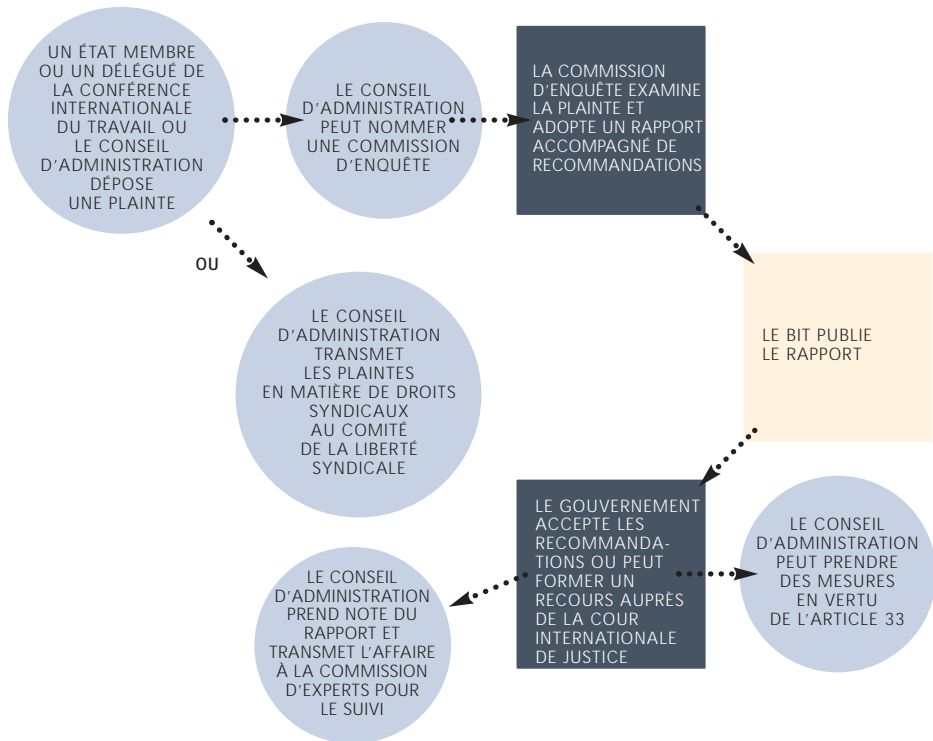 UN ÉTAT MEMBRE
OU UN DÉLÉGUÉ DE
LA CONFÉRENCE
INTERNATIONALE
DU TRAVAIL OU
LE CONSEIL
D'ADMINISTRATION
DÉPOSE
UNE PLAINTE
LE CONSEIL
D'ADMINISTRATION
PEUT NOMMER
UNE COMMISSION
D'ENQUÊTE
LA COMMISSION
D'ENQUÊTE EXAMINE
LA PLAINTE ET
ADOPTE UN RAPPORT
ACCOMPAGNÉ DE
RECOMMANDATIONS
OU
LE CONSEIL
D'ADMINISTRATION
TRANSMET
LES PLAINTES
EN MATIÈRE DE DROITS
SYNDICAUX
AU COMITÉ
DE LA LIBERTÉ
SYNDICALE
LE BIT PUBLIE
LE RAPPORT
LE GOUVERNEMENT
ACCEPTE LES
RECOMMANDA-
TIONS OU PEUT
FORMER UN
RECOURS AUPRÈS
DE LA COUR
INTERNATIONALE
DE JUSTICE
LE CONSEIL
D'ADMINISTRATION
PEUT PRENDRE
DES MESURES
EN VERTU
DE L'ARTICLE 33
LE CONSEIL
D'ADMINISTRATION
PREND NOTE DU
RAPPORT ET
TRANSMET L'AFFAIRE
À LA COMMISSION
D'EXPERTS POUR
LE SUIVI